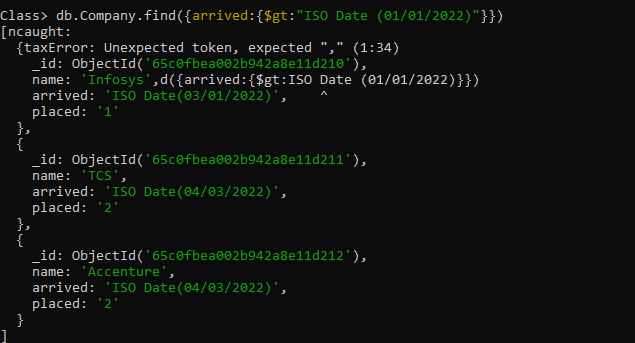 Class> db.Company.find({arrived:{$gt:"ISO Date (01/01/2022)"}})
[ncaught:
  {taxError: Unexpected token, expected "," (1:34)
    _id: ObjectId('65c0fbea002b942a8e11d210'),
    name: 'Infosys',d({arrived:{$gt:ISO Date (01/01/2022)}})
    arrived: 'ISO Date(03/01/2022)',    ^
    placed: '1'
  },
  {
    _id: ObjectId('65c0fbea002b942a8e11d211'),
    name: 'TCS',
    arrived: 'ISO Date(04/03/2022)',
    placed: '2'
  },
  {
    _id: ObjectId('65c0fbea002b942a8e11d212'),
    name: 'Accenture',
    arrived: 'ISO Date(04/03/2022)',
    placed: '2'
  }
]